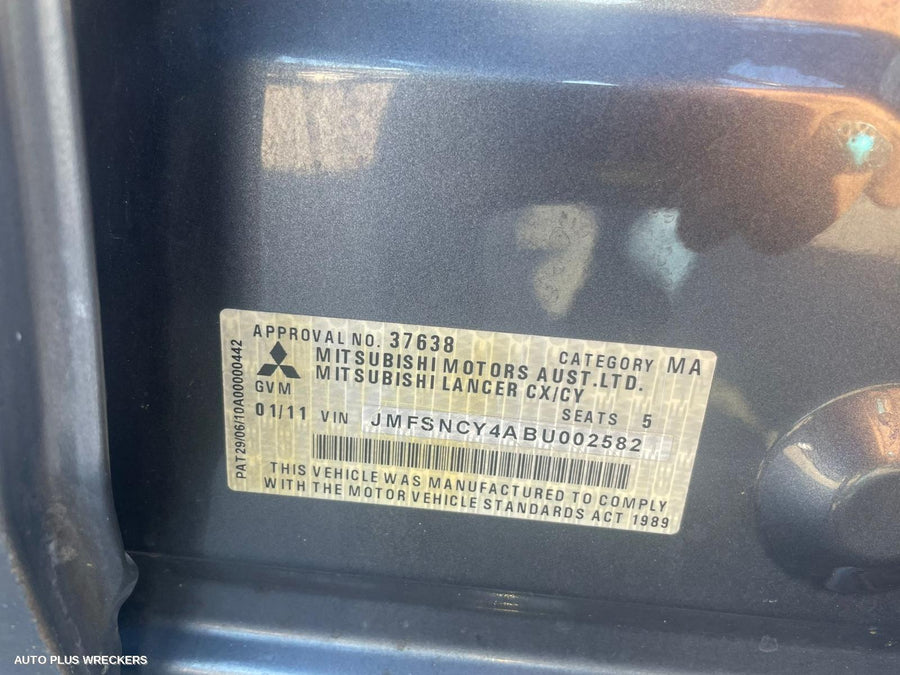 APPROVAL NO. 37638 CATEGORY MA
MITSUBISHI MOTORS AUST.LTD.
MITSUBISHI LANCER CX/CY
GVM SEATS 5
01/11 VIN JMFSNCY4ABU002582
THIS VEHICLE WAS MANUFACTURED TO COMPLY
WITH THE MOTOR VEHICLE STANDARDS ACT 1989
PAT29/06/10A00000442
AUTO PLUS WRECKERS